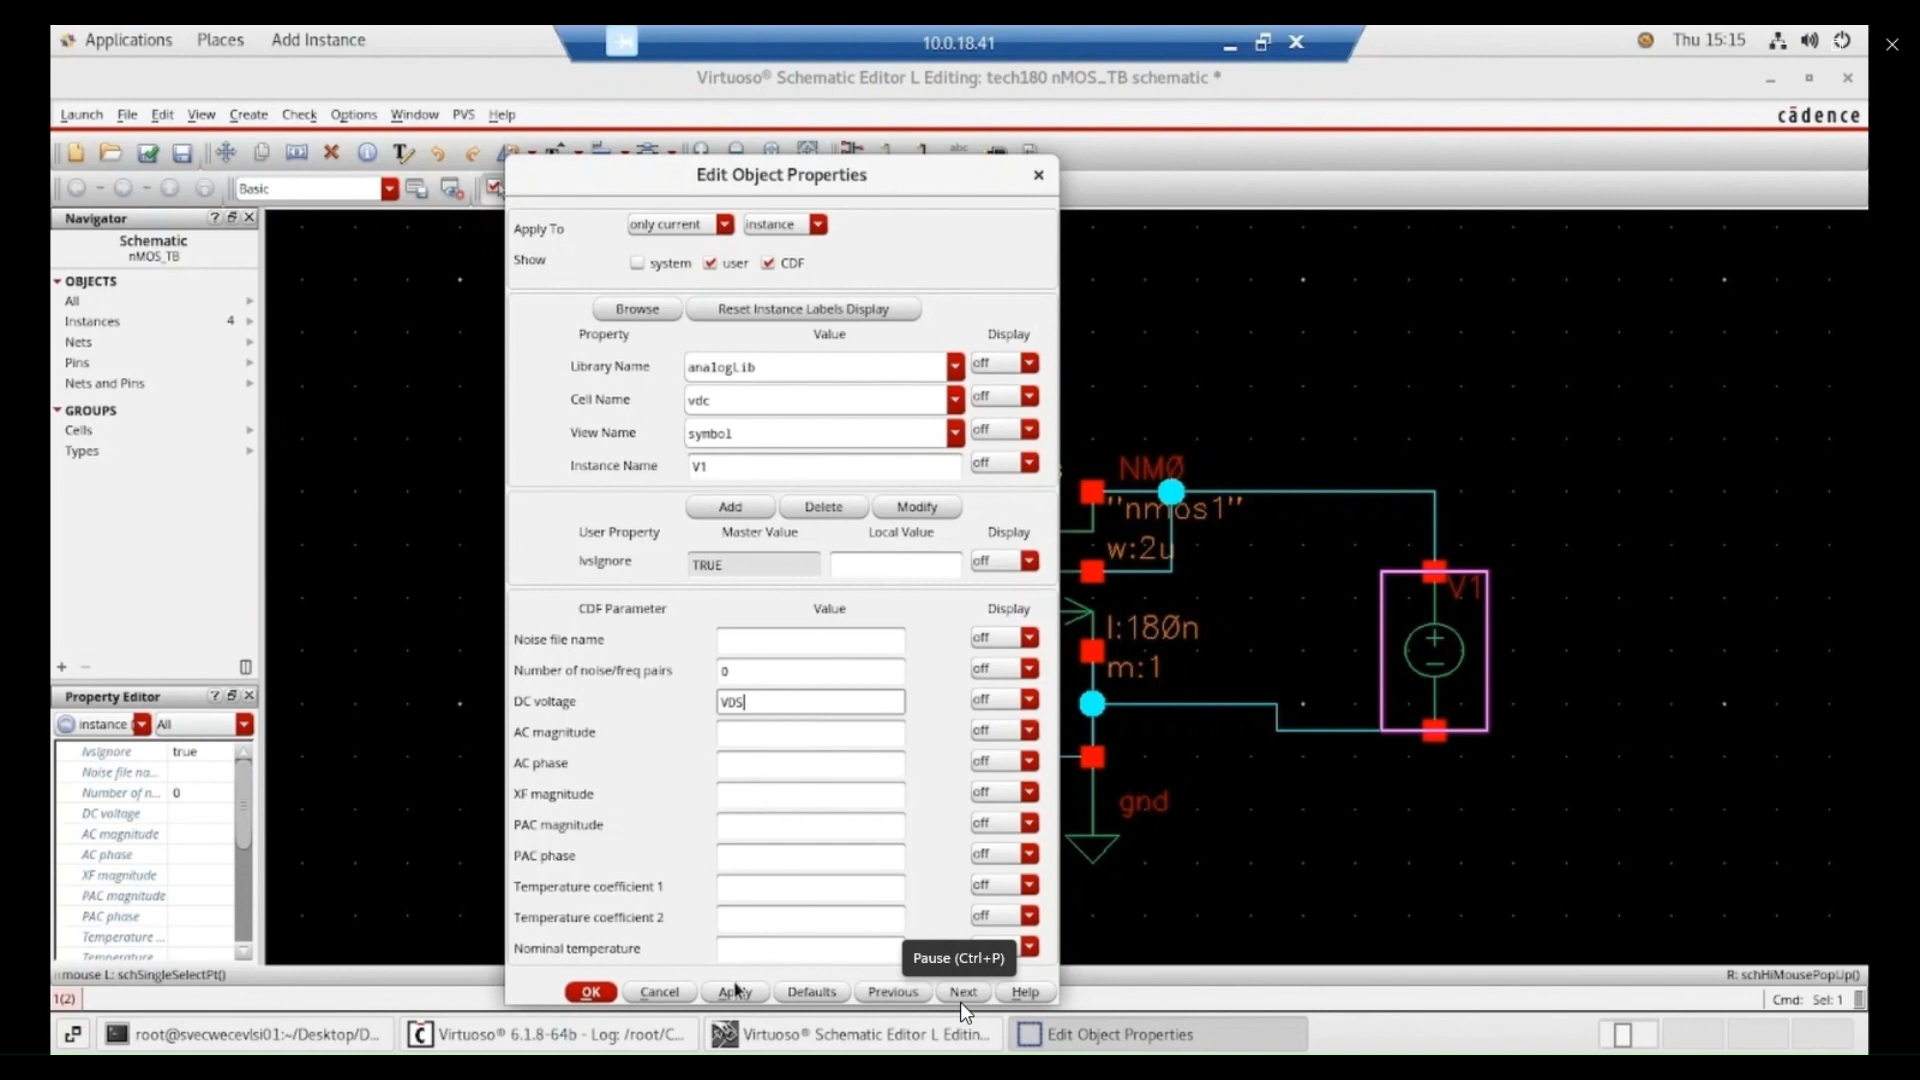 Applications Places Add Instance
10.0.18.41
Thu 15:15
Virtuoso® Schematic Editor L Editing: tech180 nMOS_TB schematic *
Launch File Edit View Create Check Options Window PVS Help
cādence
Basic
Navigator
Schematic
nMOS_TB
OBJECTS
All
Instances 4
Nets
Pins
Nets and Pins
GROUPS
Cells
Types
Property Editor
instance All
lvsIgnore true
Noise file na...
Number of n... 0
DC voltage
AC magnitude
AC phase
XF magnitude
PAC magnitude
PAC phase
Temperature ...
Temperature
Edit Object Properties
Apply To only current instance
Show system user CDF
Browse Reset Instance Labels Display
Property Value Display
Library Name analogLib off
Cell Name vdc off
View Name symbol off
Instance Name V1 off
Add Delete Modify
User Property Master Value Local Value Display
lvsIgnore TRUE off
CDF Parameter Value Display
Noise file name off
Number of noise/freq pairs 0 off
DC voltage VDS off
AC magnitude off
AC phase off
XF magnitude off
PAC magnitude off
PAC phase off
Temperature coefficient 1 off
Temperature coefficient 2 off
Nominal temperature
Pause (Ctrl+P)
OK Cancel Apply Defaults Previous Next Help
NM0
"nmos1"
w:2u
l:180n
m:1
gnd
V1
mouse L: schSingleSelectPt()
R: schHiMousePopUp()
1(2)
Cmd: Sel: 1
root@svecwecevlsi01:~/Desktop/D...
Virtuoso® 6.1.8-64b - Log: /root/C...
Virtuoso® Schematic Editor L Editin...
Edit Object Properties